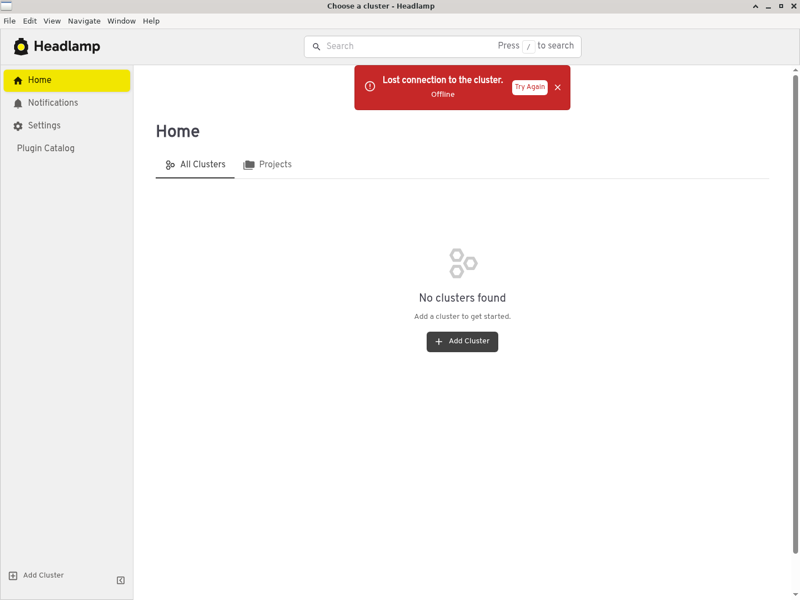 Choose a cluster - Headlamp
File Edit View Navigate Window Help
Headlamp
Search
Press / to search
Lost connection to the cluster.
Offline
Try Again
Home
Notifications
Settings
Plugin Catalog
Home
All Clusters
Projects
No clusters found
Add a cluster to get started.
Add Cluster
Add Cluster